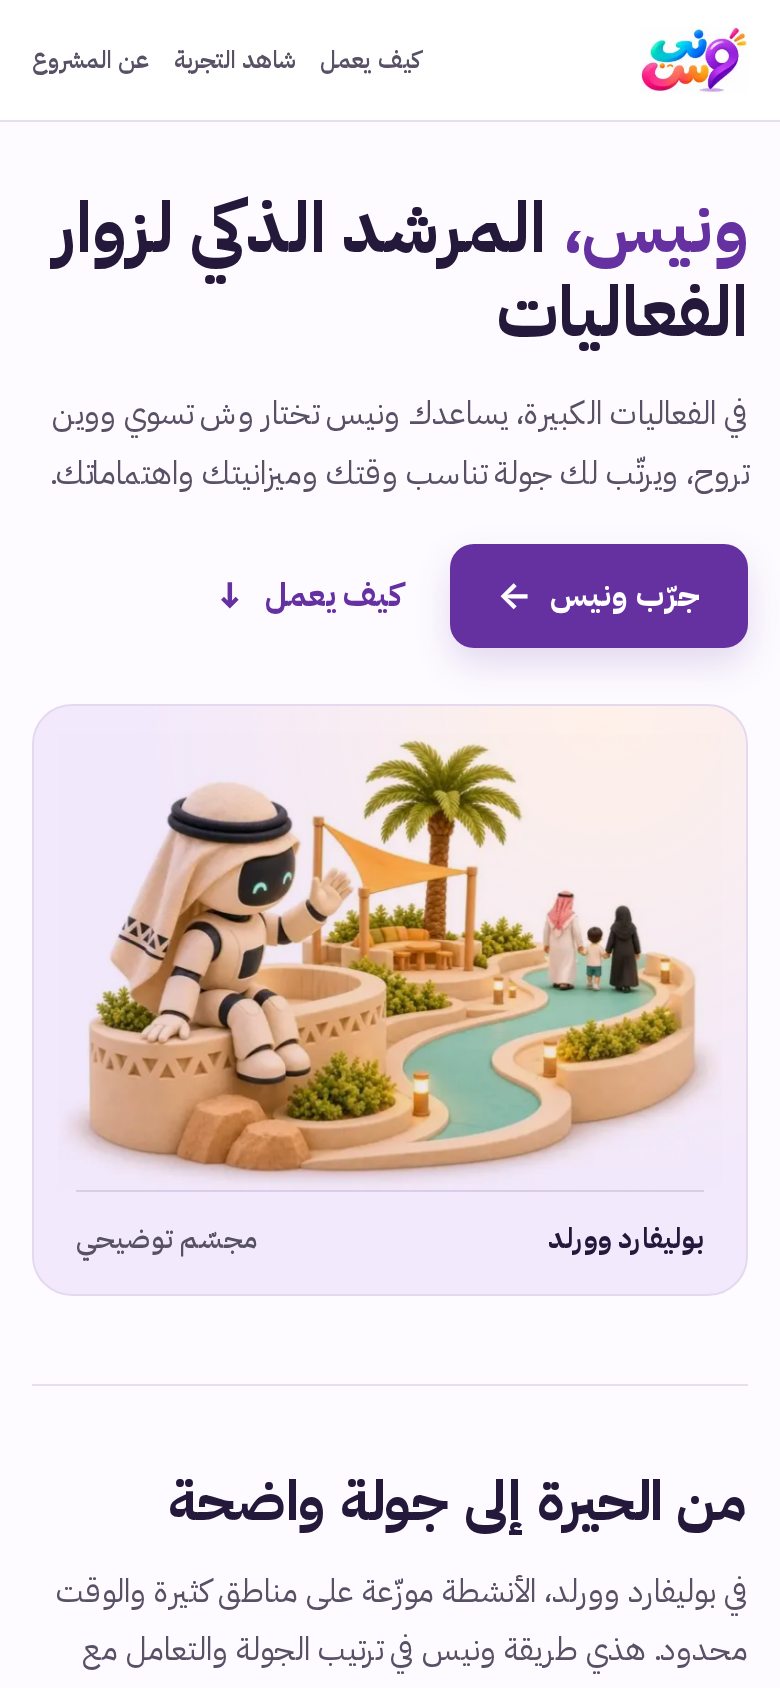 ونيس
كيف يعمل
شاهد التجربة
عن المشروع
ونيس، المرشد الذكي لزوار
الفعاليات
في الفعاليات الكبيرة، يساعدك ونيس تختار وش تسوي ووين
تروح، ويرتّب لك جولة تناسب وقتك وميزانيتك واهتماماتك.
جرّب ونيس ←
كيف يعمل ↓
بوليفارد وورلد
مجسّم توضيحي
من الحيرة إلى جولة واضحة
في بوليفارد وورلد، الأنشطة موزّعة على مناطق كثيرة والوقت
محدود. هذي طريقة ونيس في ترتيب الجولة والتعامل مع